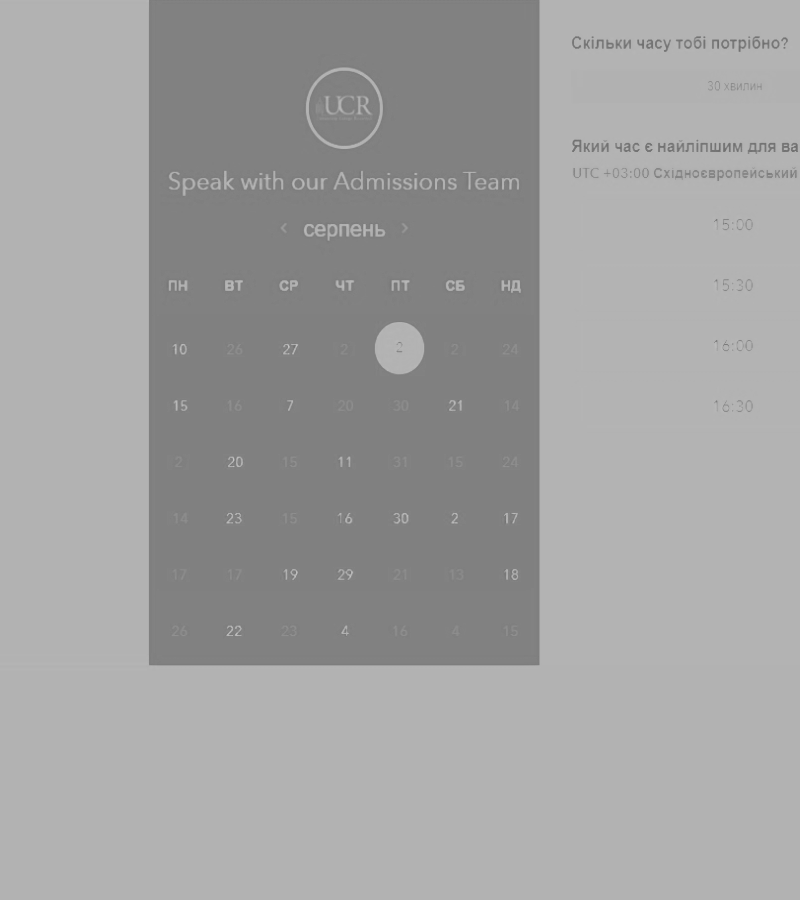 UCR
Speak with our Admissions Team
‹ серпень ›
ПН ВТ СР ЧТ ПТ СБ НД
10 26 27 2 2 2 24
15 16 7 20 30 21 14
2 20 15 11 31 15 24
14 23 15 16 30 2 17
17 17 19 29 21 13 18
26 22 23 4 16 4 15
Скільки часу тобі потрібно?
30 хвилин
Який час є найліпшим для ва
UTC +03:00 Східноєвропейський
15:00
15:30
16:00
16:30